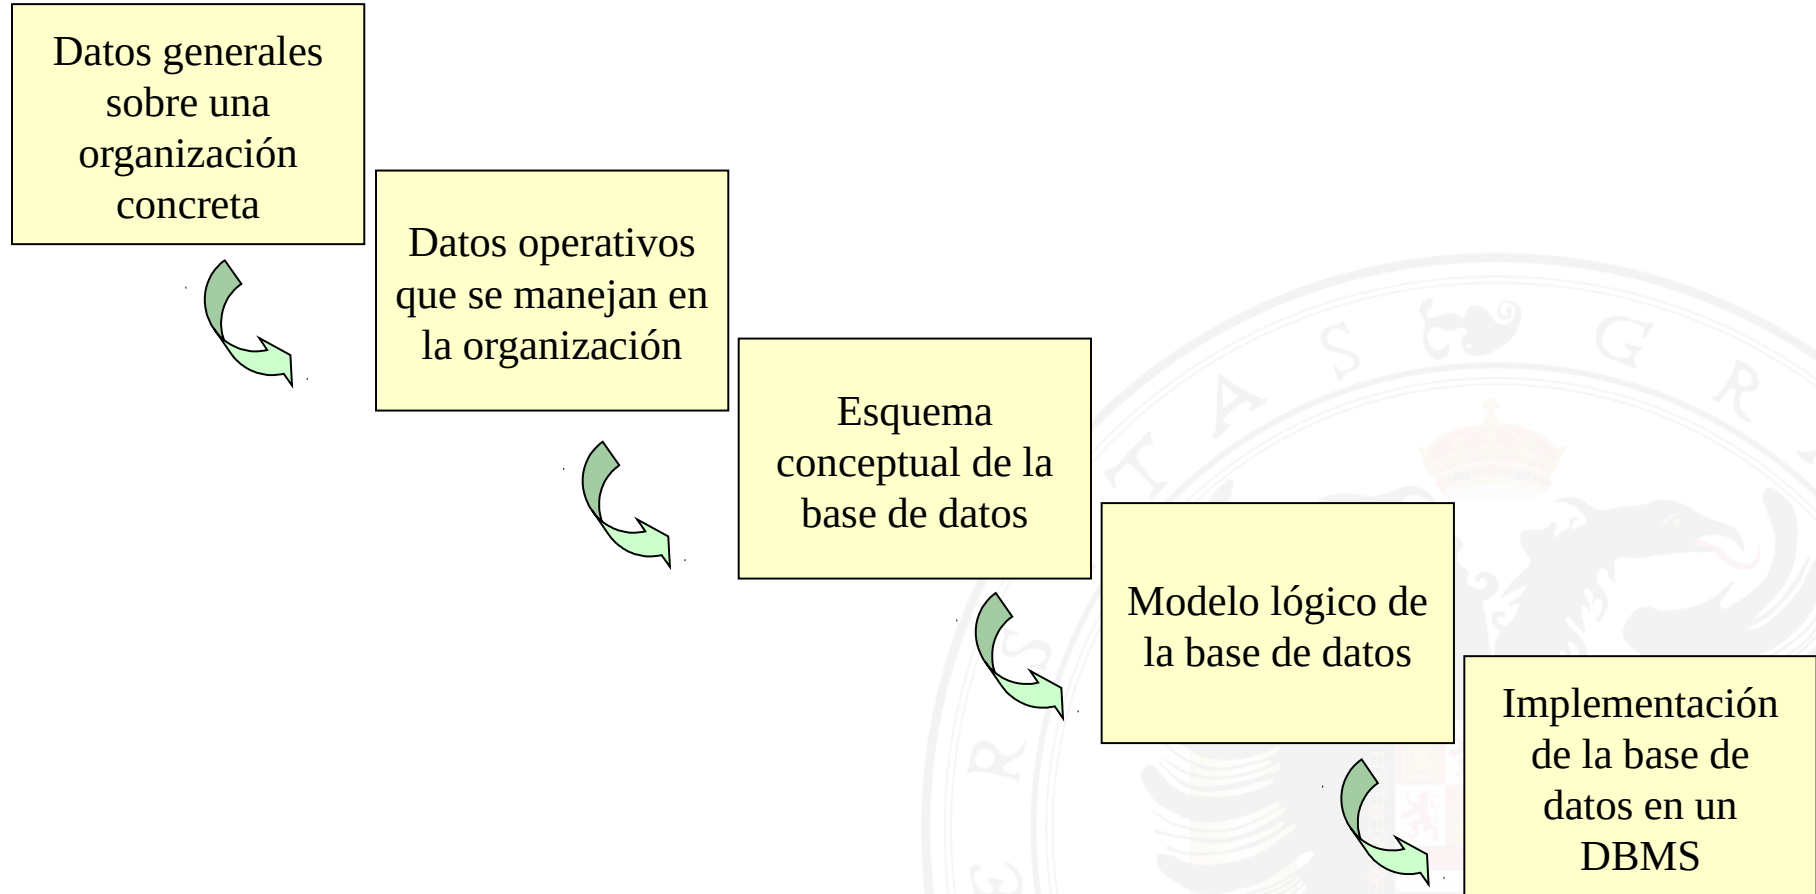 Datos generales
sobre una
organización
concreta
Datos operativos
que se manejan en
la organización
Esquema
conceptual de la
base de datos
Modelo lógico de
la base de datos
Implementación
de la base de
datos en un
DBMS